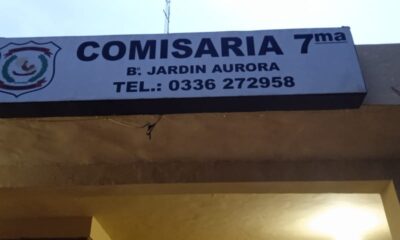 COMISARIA 7ma
B°. JARDIN AURORA
TEL.: 0336 272958